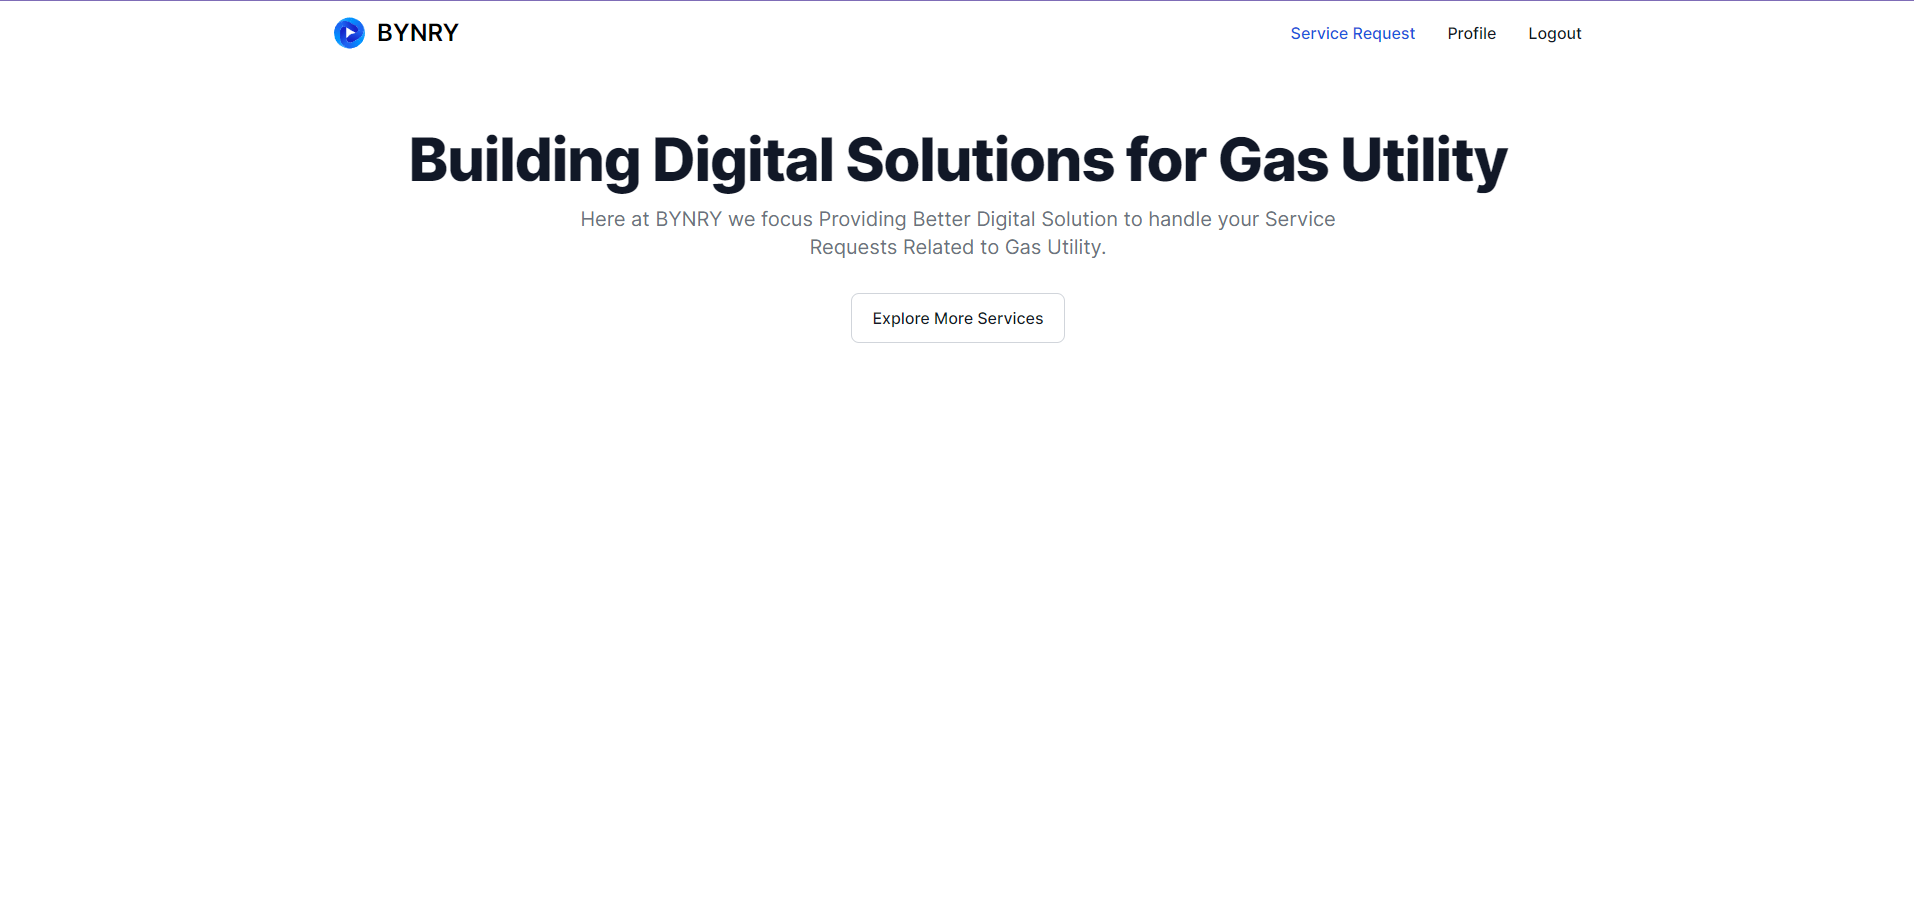 BYNRY
Service Request
Profile
Logout
Building Digital Solutions for Gas Utility
Here at BYNRY we focus Providing Better Digital Solution to handle your Service
Requests Related to Gas Utility.
Explore More Services